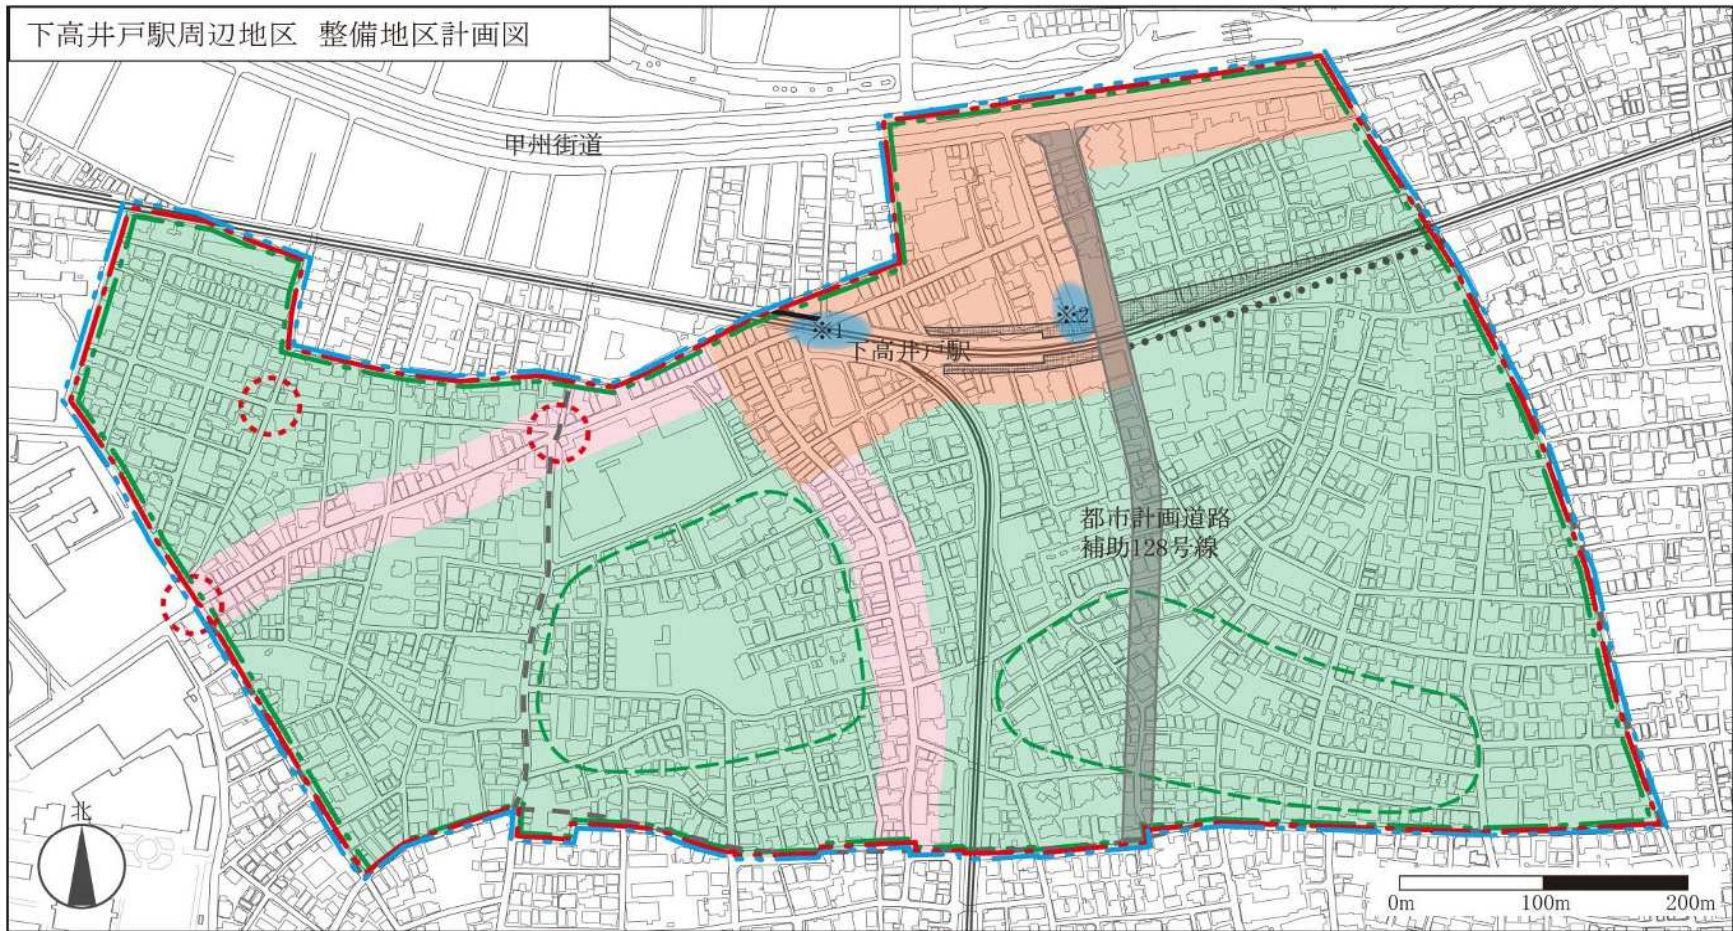 下高井戸駅周辺地区 整備地区計画図
甲州街道
※1
※2
下高井戸駅
都市計画道路
補助128号線
北
0m 100m 200m